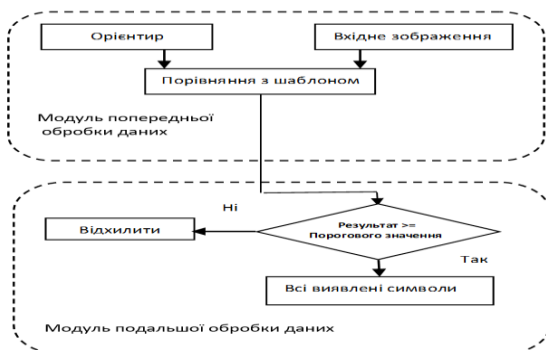 Орієнтир
Вхідне зображення
Порівняння з шаблоном
Модуль попередньої
обробки даних
Ні
Результат >=
Порогового значення
Відхилити
Так
Всі виявлені символи
Модуль подальшої обробки даних